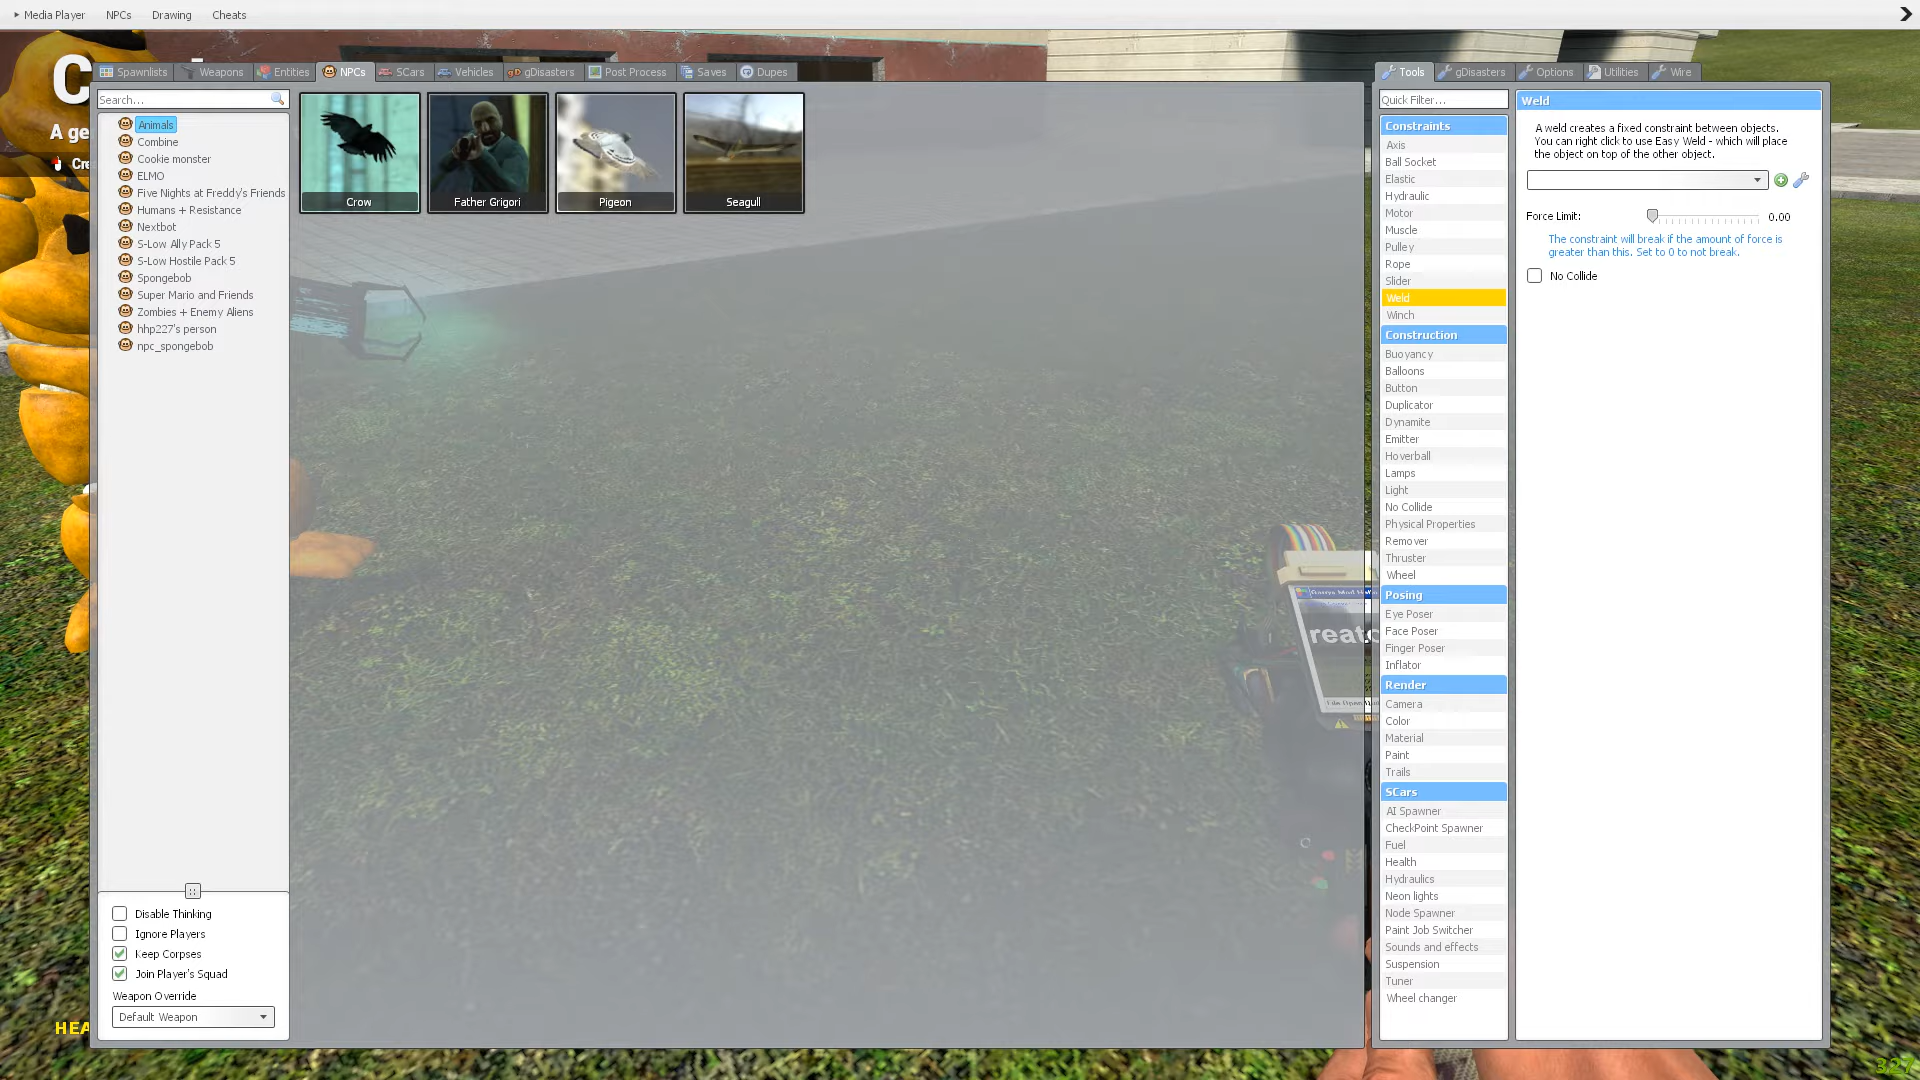 Media Player
NPCs
Drawing
Cheats
C
A ge
Cre
Spawnlists
Weapons
Entities
NPCs
SCars
Vehicles
gDisasters
Post Process
Saves
Dupes
Search...
Animals
Combine
Cookie monster
ELMO
Five Nights at Freddy's Friends
Humans + Resistance
Nextbot
S-Low Ally Pack 5
S-Low Hostile Pack 5
Spongebob
Super Mario and Friends
Zombies + Enemy Aliens
hhp227's person
npc_spongebob
Crow
Father Grigori
Pigeon
Seagull
Disable Thinking
Ignore Players
Keep Corpses
Join Player's Squad
Weapon Override
Default Weapon
HEA
reatc
Tools
gDisasters
Options
Utilities
Wire
Quick Filter...
Constraints
Axis
Ball Socket
Elastic
Hydraulic
Motor
Muscle
Pulley
Rope
Slider
Weld
Winch
Construction
Buoyancy
Balloons
Button
Duplicator
Dynamite
Emitter
Hoverball
Lamps
Light
No Collide
Physical Properties
Remover
Thruster
Wheel
Posing
Eye Poser
Face Poser
Finger Poser
Inflator
Render
Camera
Color
Material
Paint
Trails
SCars
AI Spawner
CheckPoint Spawner
Fuel
Health
Hydraulics
Neon lights
Node Spawner
Paint Job Switcher
Sounds and effects
Suspension
Tuner
Wheel changer
Weld
A weld creates a fixed constraint between objects.
You can right click to use Easy Weld - which will place
the object on top of the other object.
Force Limit:
0.00
The constraint will break if the amount of force is
greater than this. Set to 0 to not break.
No Collide
327